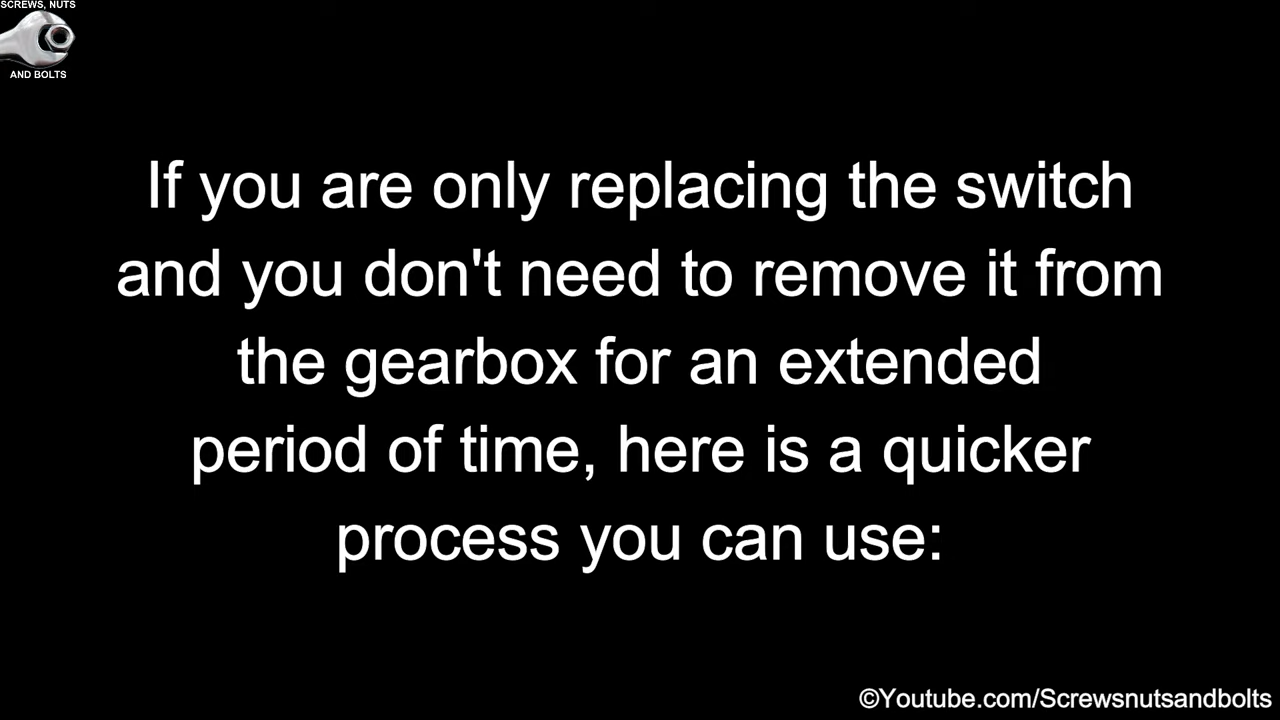 SCREWS, NUTS
AND BOLTS
If you are only replacing the switch
and you don't need to remove it from
the gearbox for an extended
period of time, here is a quicker
process you can use:
©Youtube.com/Screwsnutsandbolts